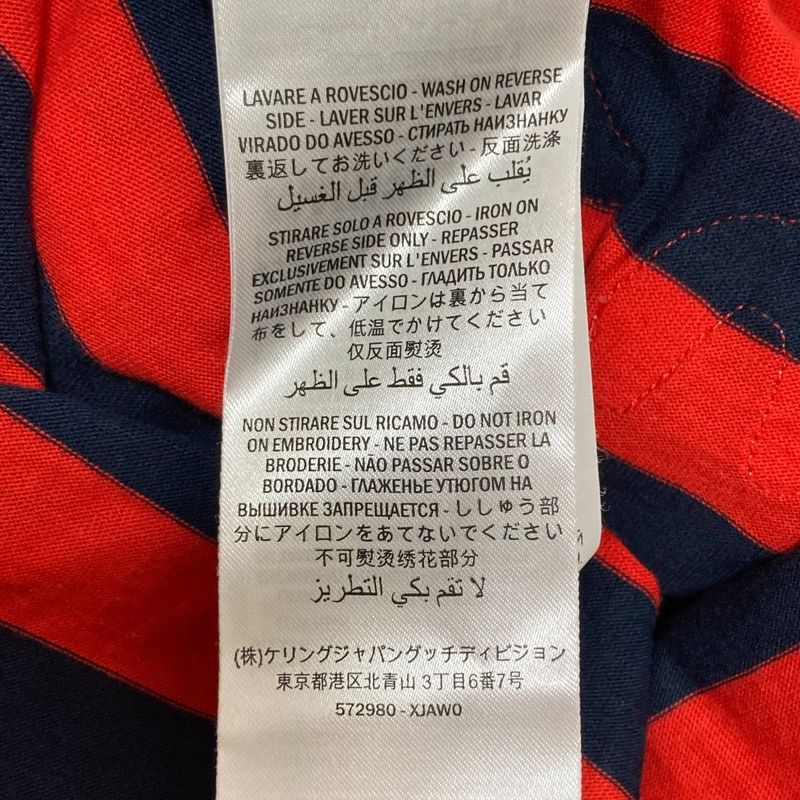 LAVARE A ROVESCIO - WASH ON REVERSE
SIDE - LAVER SUR L'ENVERS - LAVAR
VIRADO DO AVESSO - СТИРАТЬ НАИЗНАНКУ
裏返してお洗いください - 反面洗涤
يُقلب على الظهر قبل الغسيل
STIRARE SOLO A ROVESCIO - IRON ON
REVERSE SIDE ONLY - REPASSER
EXCLUSIVEMENT SUR L'ENVERS - PASSAR
SOMENTE DO AVESSO - ГЛАДИТЬ ТОЛЬКО
НАИЗНАНКУ - アイロンは裏から当て
布をして、低温でかけてください
仅反面熨烫
قم بالكي فقط على الظهر
NON STIRARE SUL RICAMO - DO NOT IRON
ON EMBROIDERY - NE PAS REPASSER LA
BRODERIE - NÃO PASSAR SOBRE O
BORDADO - ГЛАЖЕНЬЕ УТЮГОМ НА
ВЫШИВКЕ ЗАПРЕЩАЕТСЯ - ししゅう部
分にアイロンをあてないでください
不可熨烫绣花部分
لا تقم بكي التطريز
(株)ケリングジャパングッチディビジョン
東京都港区北青山 3丁目6番7号
572980 - XJAW0